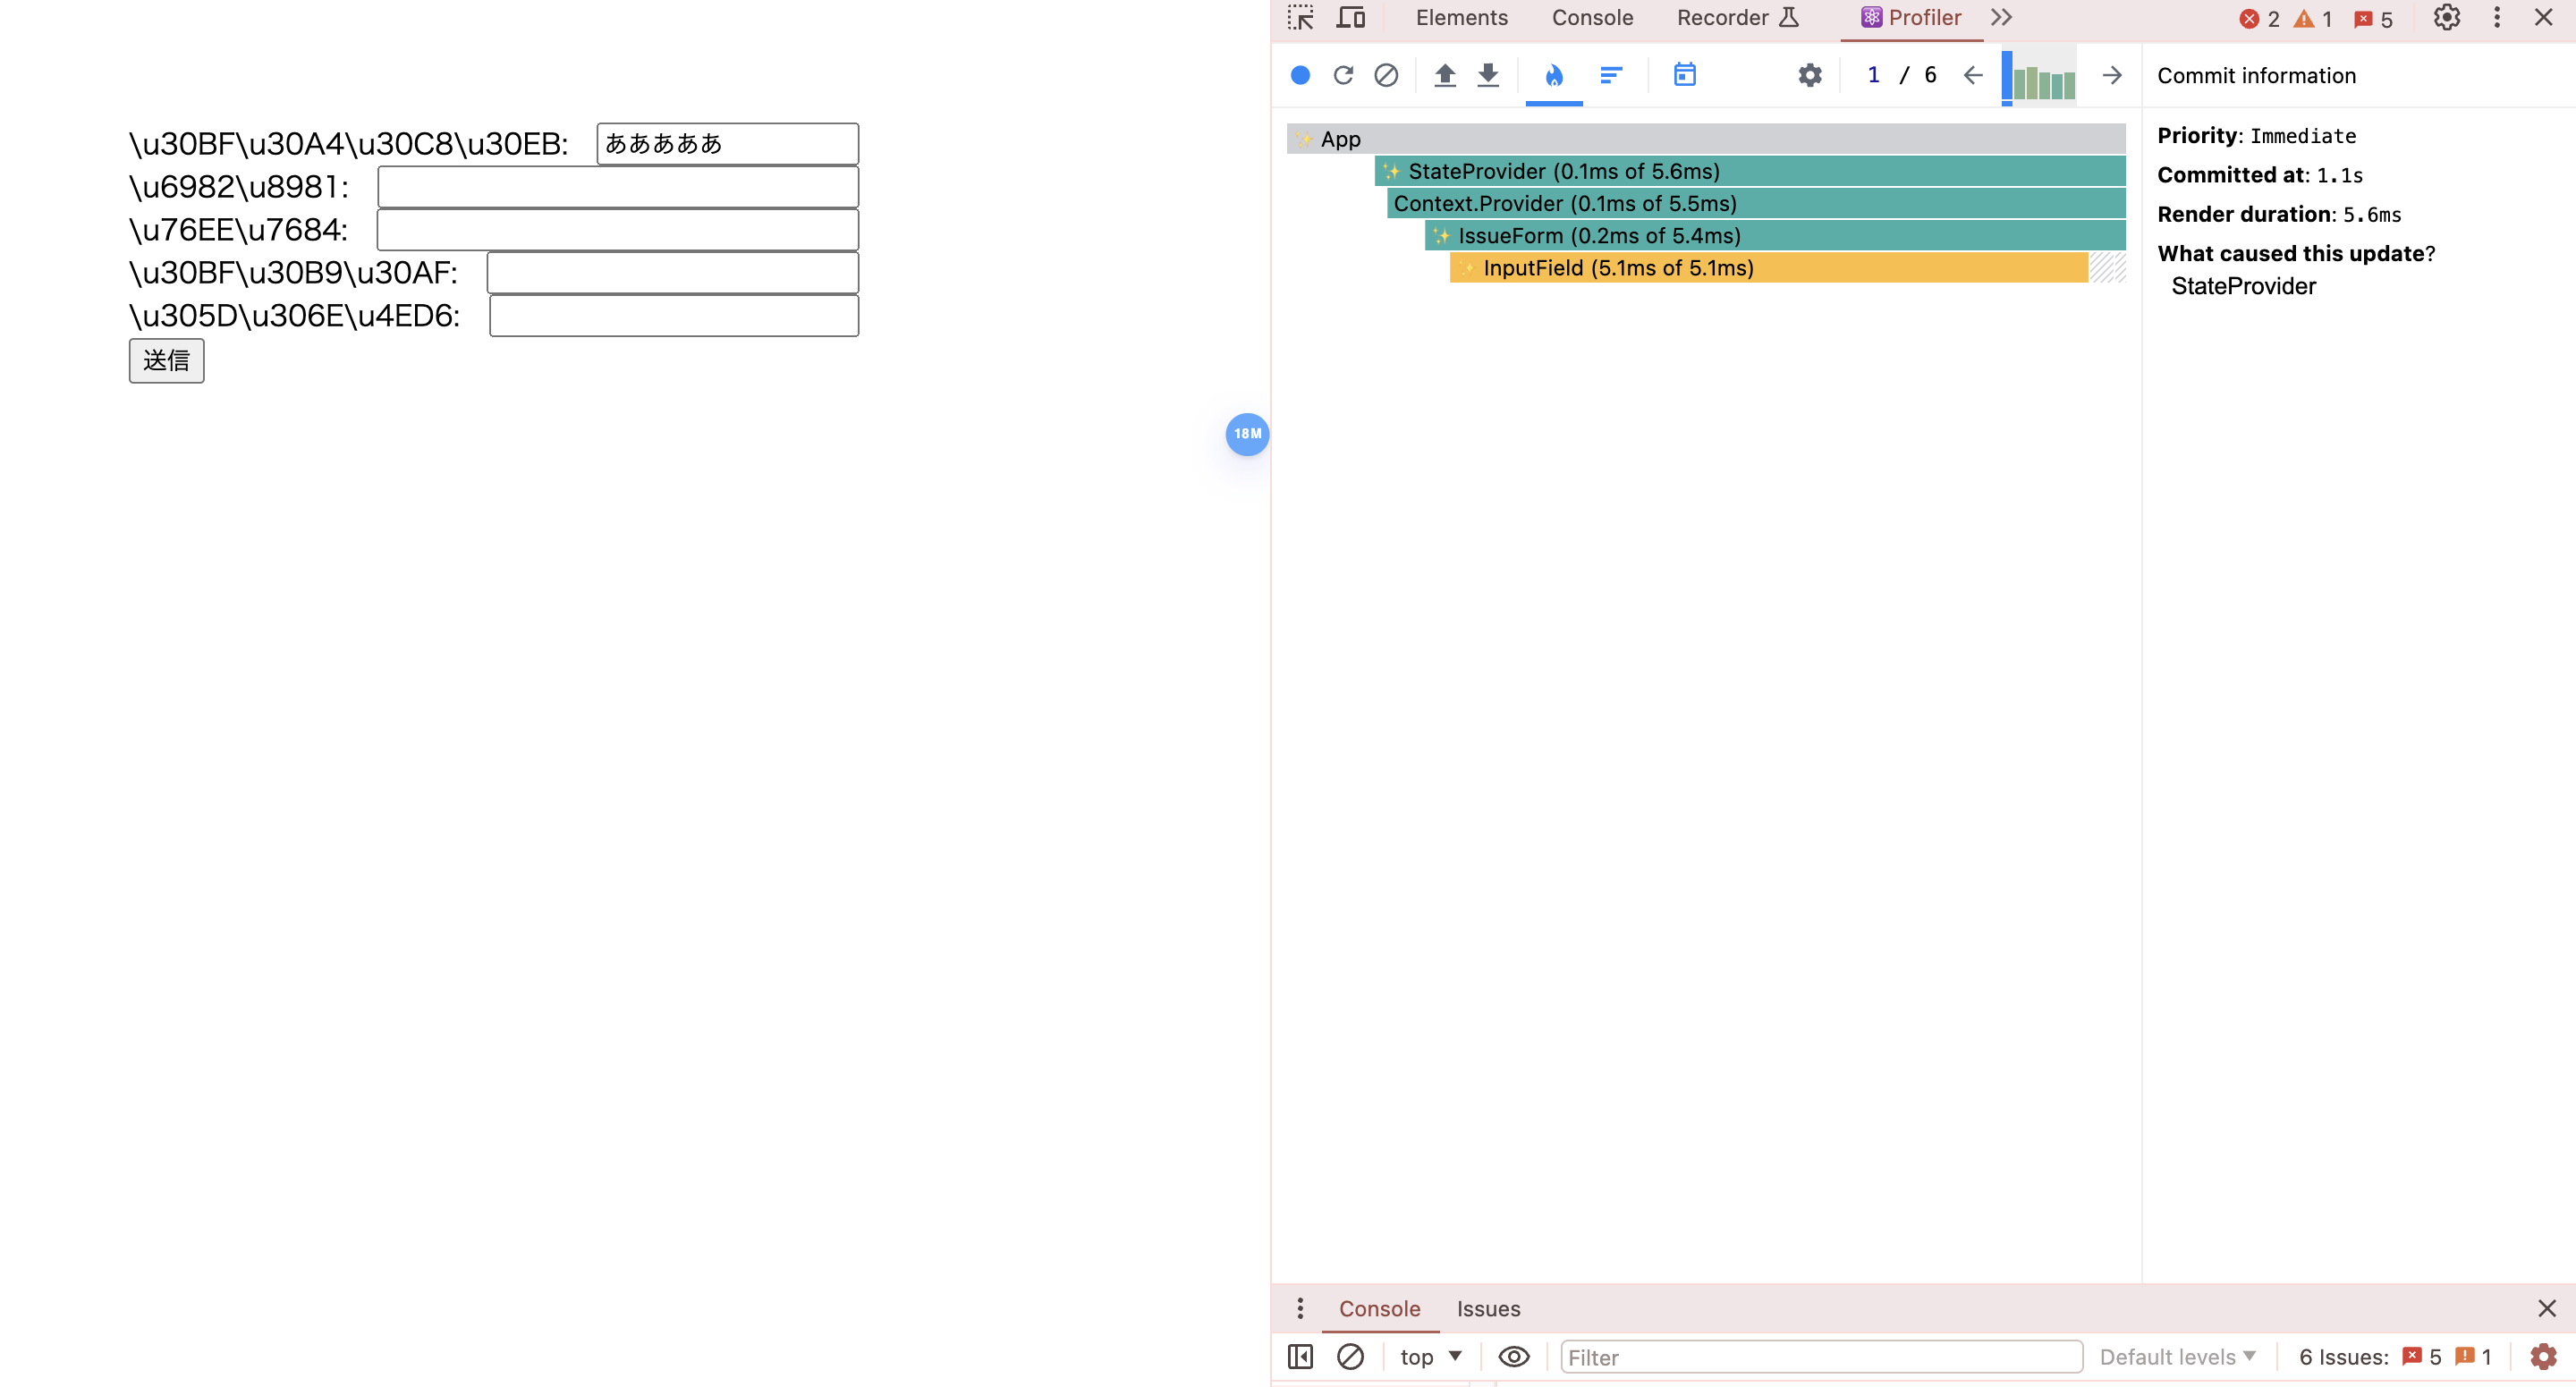 Elements Console Recorder Profiler 2 1 5
1 / 6 Commit information
\u30BF\u30A4\u30C8\u30EB: あああああ
\u6982\u8981:
\u76EE\u7684:
\u30BF\u30B9\u30AF:
\u305D\u306E\u4ED6:
送信
18M
App
StateProvider (0.1ms of 5.6ms)
Context.Provider (0.1ms of 5.5ms)
IssueForm (0.2ms of 5.4ms)
InputField (5.1ms of 5.1ms)
Priority: Immediate
Committed at: 1.1s
Render duration: 5.6ms
What caused this update?
StateProvider
Console Issues
top Filter Default levels 6 Issues: 5 1